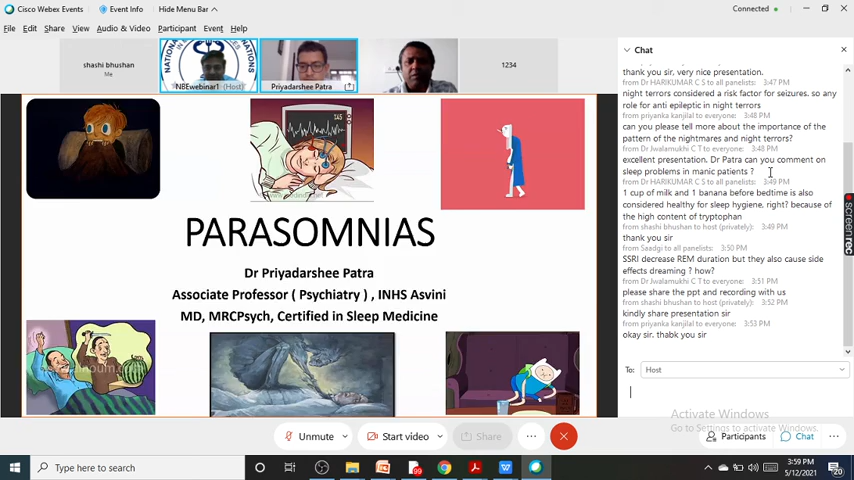 Cisco Webex Events
Event Info
Hide Menu Bar
Connected
File Edit Share View Audio & Video Participant Event Help
shashi bhushan
Me
NBEwebinar1 (Host)
Priyadarshee Patra
1234
PARASOMNIAS
Dr Priyadarshee Patra
Associate Professor ( Psychiatry ) , INHS Asvini
MD, MRCPsych, Certified in Sleep Medicine
Chat
thank you sir, very nice presentation.
from Dr HARIKUMAR C S to all panelists: 3:47 PM
night terrors considered a risk factor for seizures. so any
role for anti epileptic in night terrors
from priyanka kanjilal to everyone: 3:48 PM
can you please tell more about the importance of the
pattern of the nightmares and night terrors?
from Dr Jwalamukhi C T to everyone: 3:48 PM
excellent presentation. Dr Patra can you comment on
sleep problems in manic patients ?
from Dr HARIKUMAR C S to all panelists: 3:49 PM
1 cup of milk and 1 banana before bedtime is also
considered healthy for sleep hygiene, right? because of
the high content of tryptophan
from shashi bhushan to host (privately): 3:49 PM
thank you sir
from Saadgi to all panelists: 3:50 PM
SSRI decrease REM duration but they also cause side
effects dreaming ? how?
from Dr Jwalamukhi C T to everyone: 3:51 PM
please share the ppt and recording with us
from shashi bhushan to host (privately): 3:52 PM
kindly share presentation sir
from priyanka kanjilal to everyone: 3:53 PM
okay sir. thabk you sir
To: Host
Activate Windows
Go to Settings to activate Windows.
Unmute
Start video
Share
Participants
Chat
Type here to search
3:59 PM
5/12/2021
20
screenrec